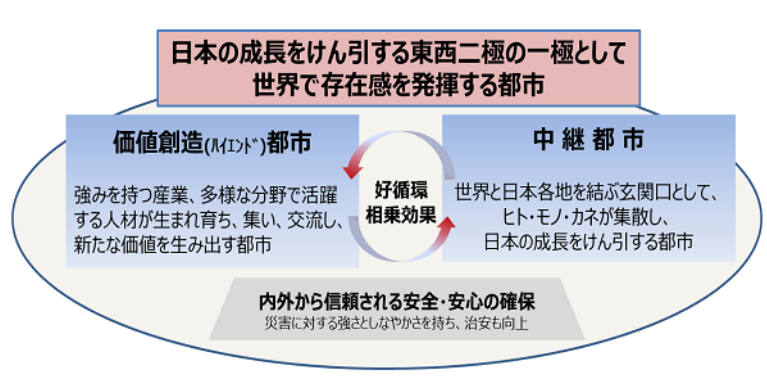 日本の成長をけん引する東西二極の一極として
世界で存在感を発揮する都市
価値創造(ﾊｲｴﾝﾄﾞ)都市
強みを持つ産業、多様な分野で活躍
する人材が生まれ育ち、集い、交流し、
新たな価値を生み出す都市
好循環
相乗効果
中継都市
世界と日本各地を結ぶ玄関口として、
ヒト・モノ・カネが集散し、
日本の成長をけん引する都市
内外から信頼される安全・安心の確保
災害に対する強さとしなやかさを持ち、治安も向上